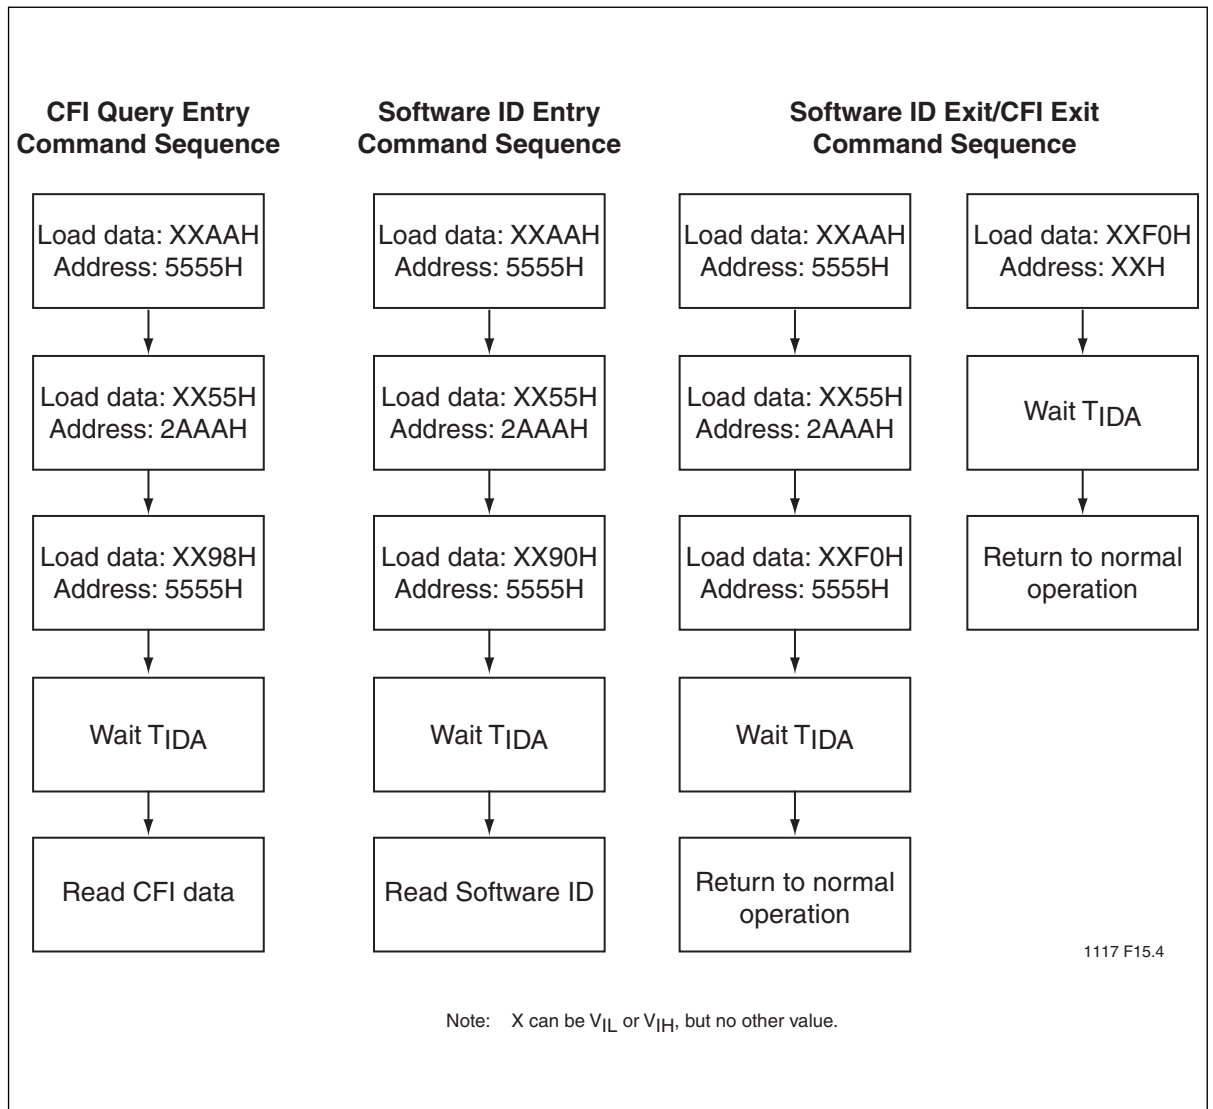 CFI Query Entry
Command Sequence
Load data: XXAAH
Address: 5555H
Load data: XX55H
Address: 2AAAH
Load data: XX98H
Address: 5555H
Wait TIDA
Read CFI data
Software ID Entry
Command Sequence
Load data: XXAAH
Address: 5555H
Load data: XX55H
Address: 2AAAH
Load data: XX90H
Address: 5555H
Wait TIDA
Read Software ID
Software ID Exit/CFI Exit
Command Sequence
Load data: XXAAH
Address: 5555H
Load data: XX55H
Address: 2AAAH
Load data: XXF0H
Address: 5555H
Wait TIDA
Return to normal
operation
Load data: XXF0H
Address: XXH
Wait TIDA
Return to normal
operation
1117 F15.4
Note: X can be VIL or VIH, but no other value.